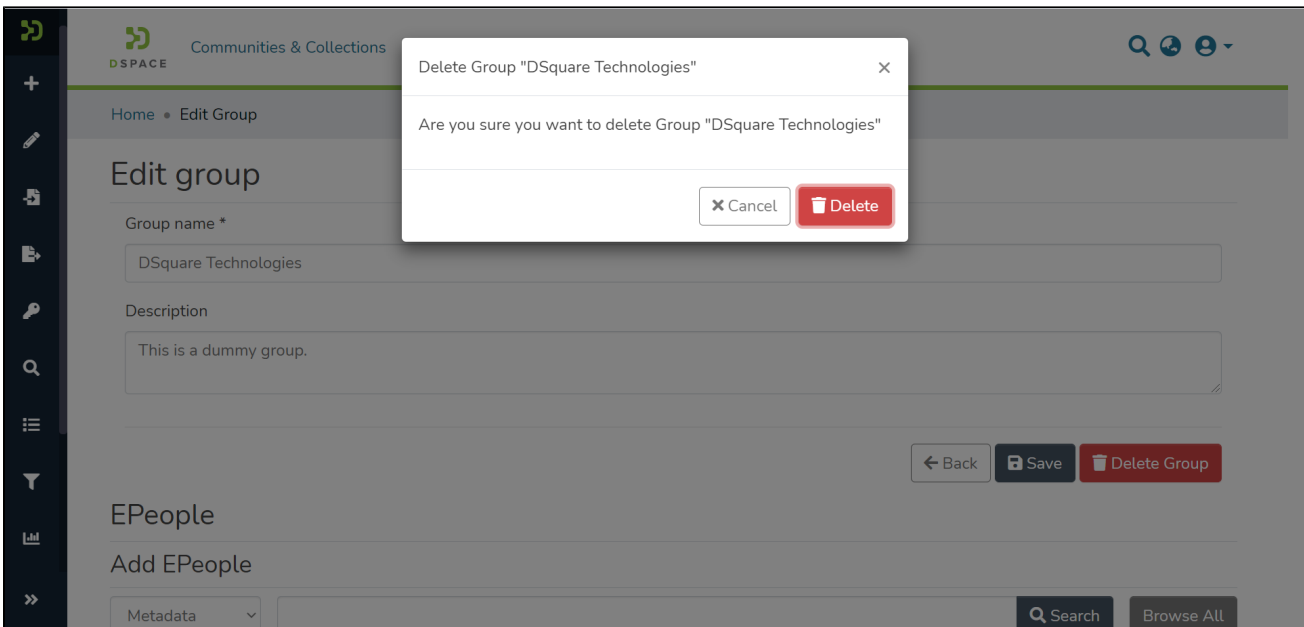 DSPACE
Communities & Collections
Delete Group "DSquare Technologies"
Are you sure you want to delete Group "DSquare Technologies"
Cancel
Delete
Home • Edit Group
Edit group
Group name *
DSquare Technologies
Description
This is a dummy group.
Back
Save
Delete Group
EPeople
Add EPeople
Metadata
Search
Browse All